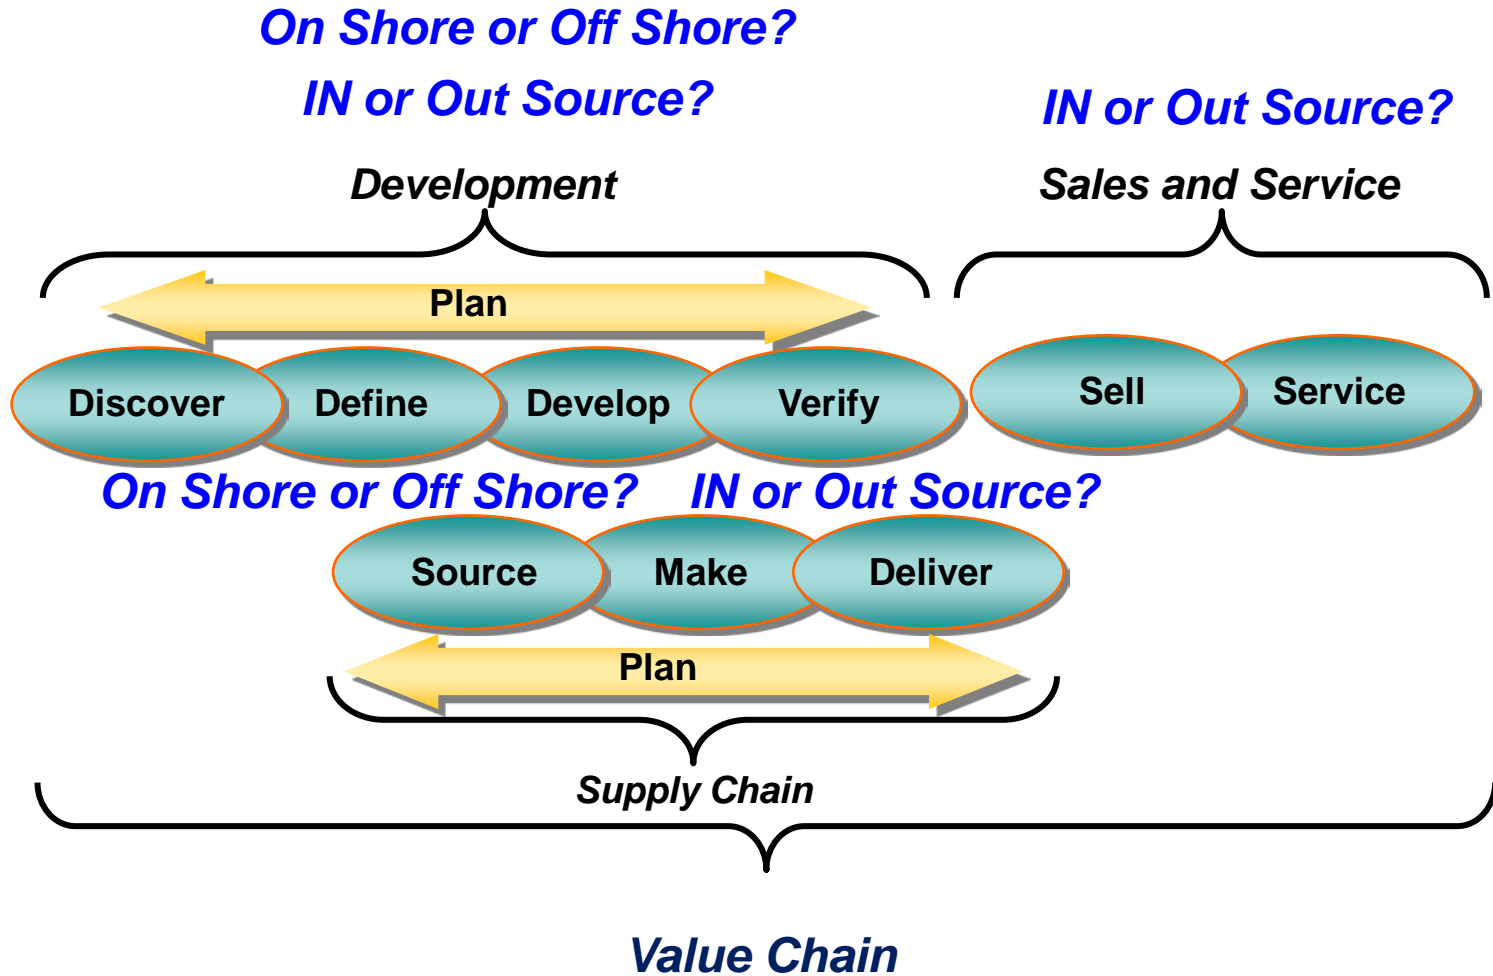 On Shore or Off Shore?
IN or Out Source?
IN or Out Source?
Development
Sales and Service
Plan
Discover
Define
Develop
Verify
Sell
Service
On Shore or Off Shore?
IN or Out Source?
Source
Make
Deliver
Plan
Supply Chain
Value Chain